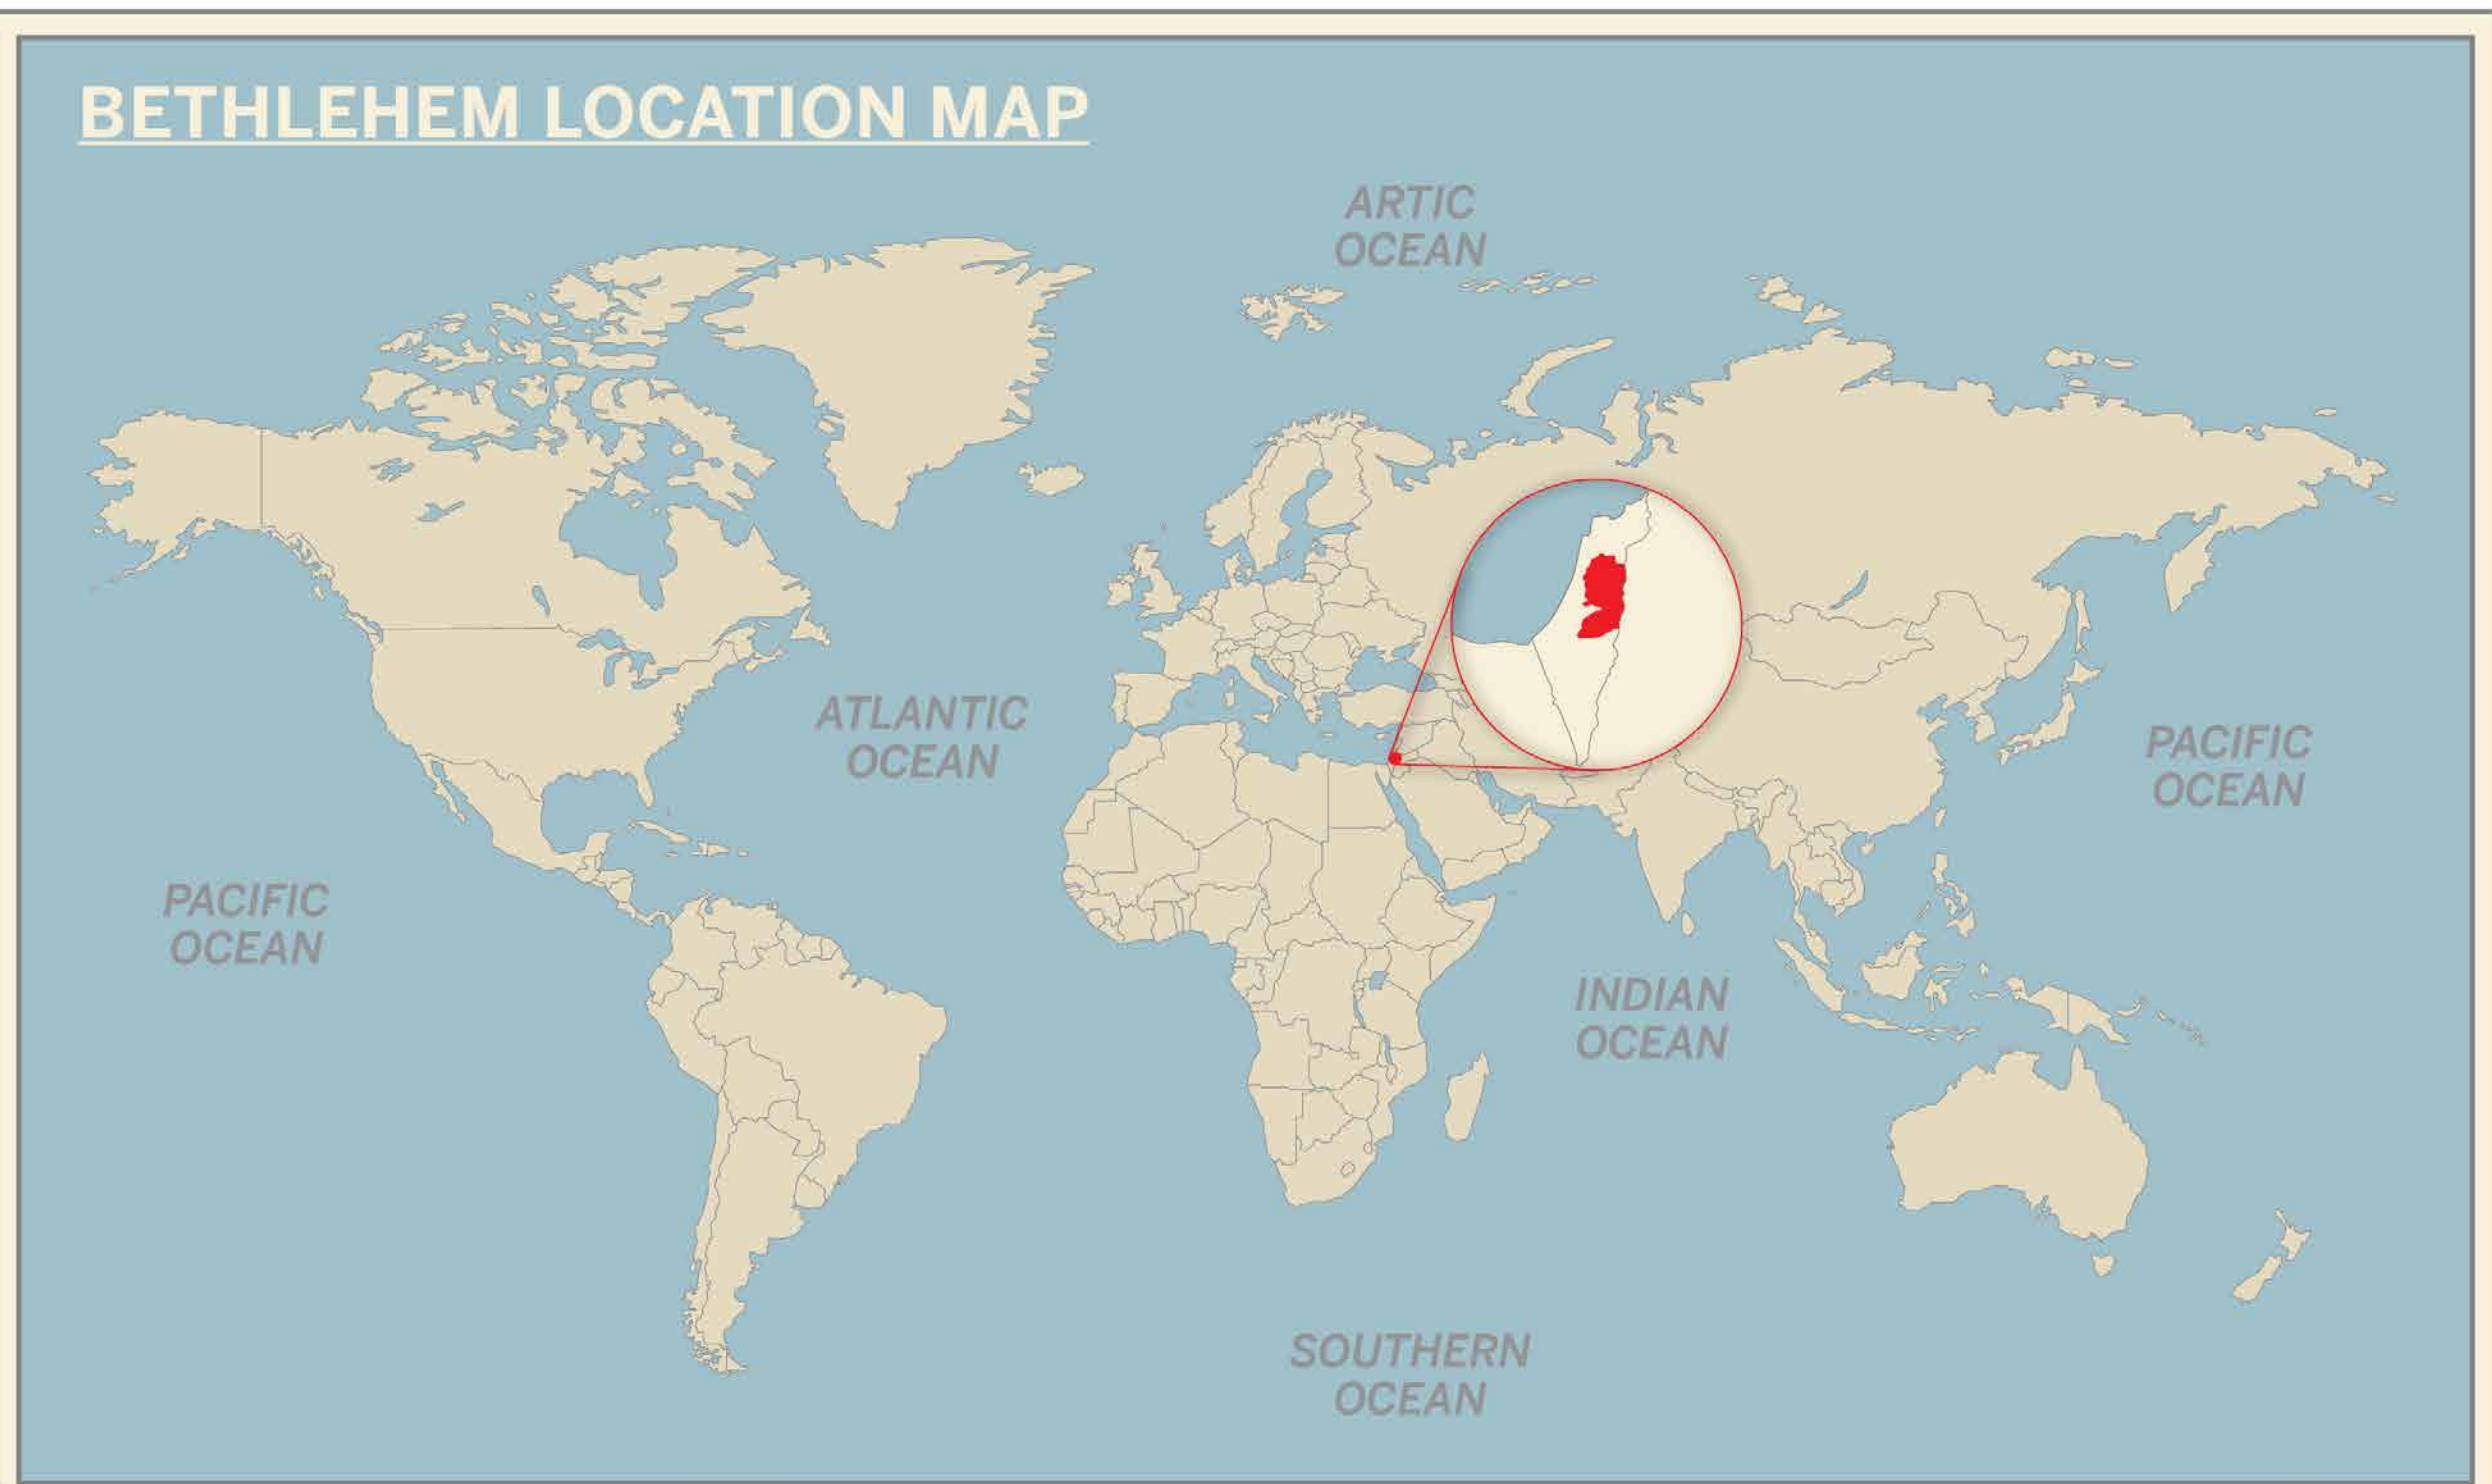 BETHLEHEM LOCATION MAP
ARTIC
OCEAN
ATLANTIC
OCEAN
PACIFIC
OCEAN
PACIFIC
OCEAN
INDIAN
OCEAN
SOUTHERN
OCEAN